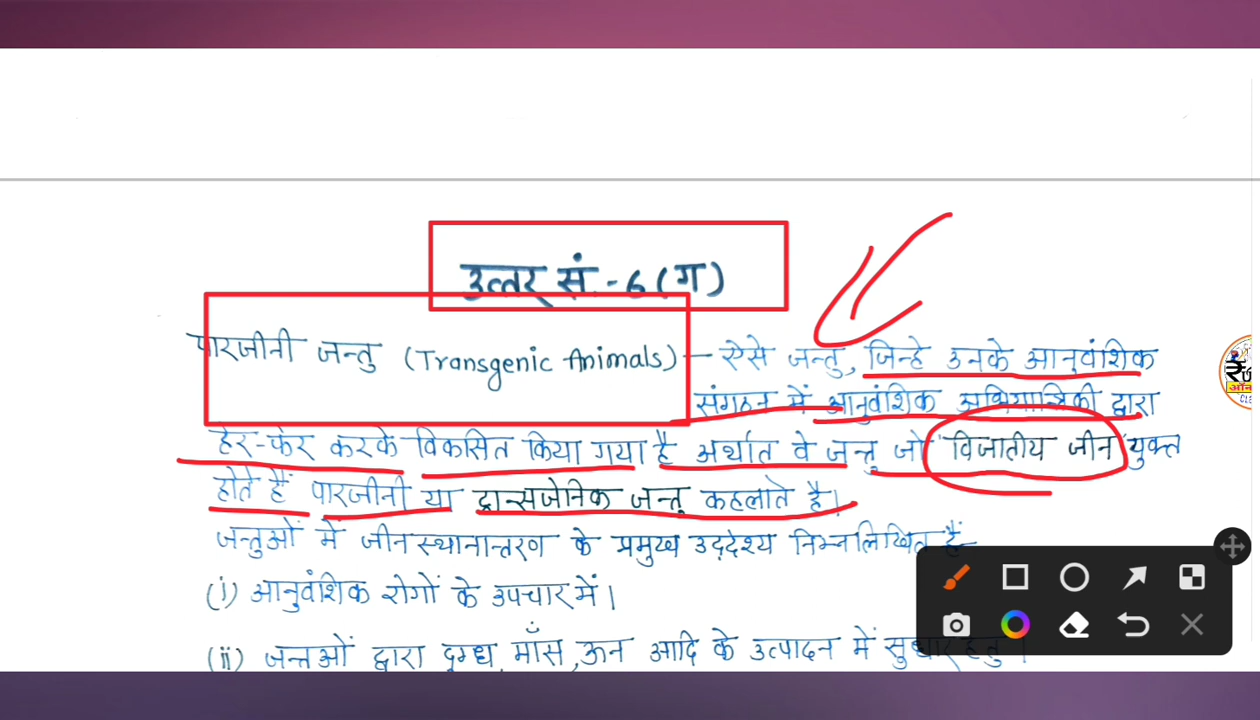 उत्तर सं.- 6 (ग)
पारजीनी जन्तु (Transgenic Animals) - ऐसे जन्तु, जिन्हे उनके आनुवंशिक
संगठन में आनुवंशिक अभियान्त्रिकी द्वारा
हेर-फेर करके विकसित किया गया है अर्थात वे जन्तु जो विजातीय जीन युक्त
होते हैं पारजीनी या ट्रान्सजेनिक जन्तु कहलाते है।
जन्तुओं में जीन स्थानान्तरण के प्रमुख उद्देश्य निम्नलिखित हैं
(i) आनुवंशिक रोगों के उपचार में।
(ii) जन्तओं द्वारा दुग्ध, माँस, ऊन आदि के उत्पादन में सुधार हेतु।